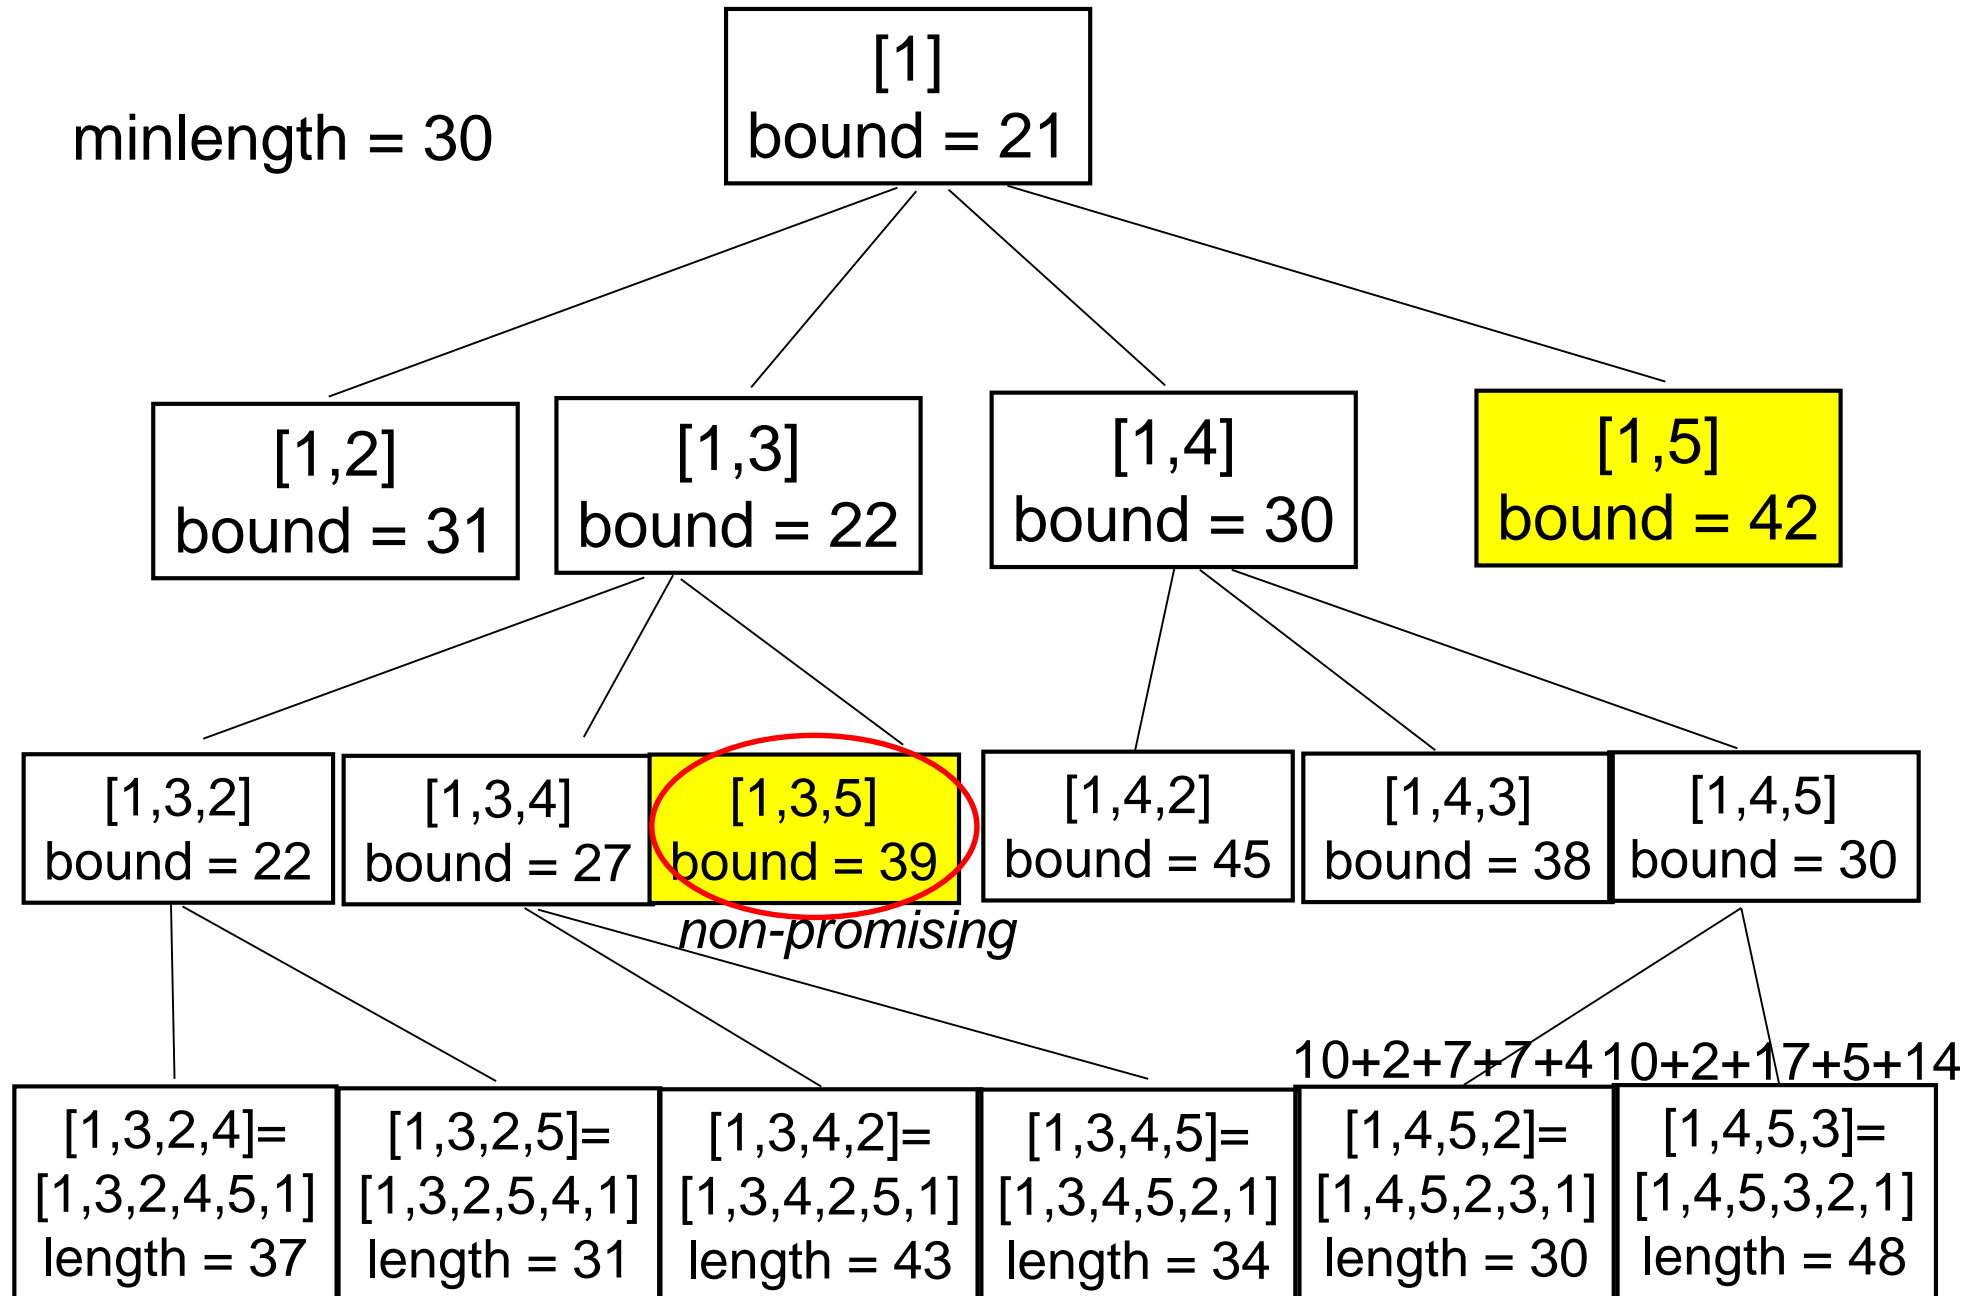 [1]
bound = 21
minlength = 30
[1,2]
bound = 31
[1,3]
bound = 22
[1,4]
bound = 30
[1,5]
bound = 42
[1,3,2]
bound = 22
[1,3,4]
bound = 27
[1,3,5]
bound = 39
non-promising
[1,4,2]
bound = 45
[1,4,3]
bound = 38
[1,4,5]
bound = 30
10+2+7+7+4
10+2+17+5+14
[1,3,2,4]=
[1,3,2,4,5,1]
length = 37
[1,3,2,5]=
[1,3,2,5,4,1]
length = 31
[1,3,4,2]=
[1,3,4,2,5,1]
length = 43
[1,3,4,5]=
[1,3,4,5,2,1]
length = 34
[1,4,5,2]=
[1,4,5,2,3,1]
length = 30
[1,4,5,3]=
[1,4,5,3,2,1]
length = 48